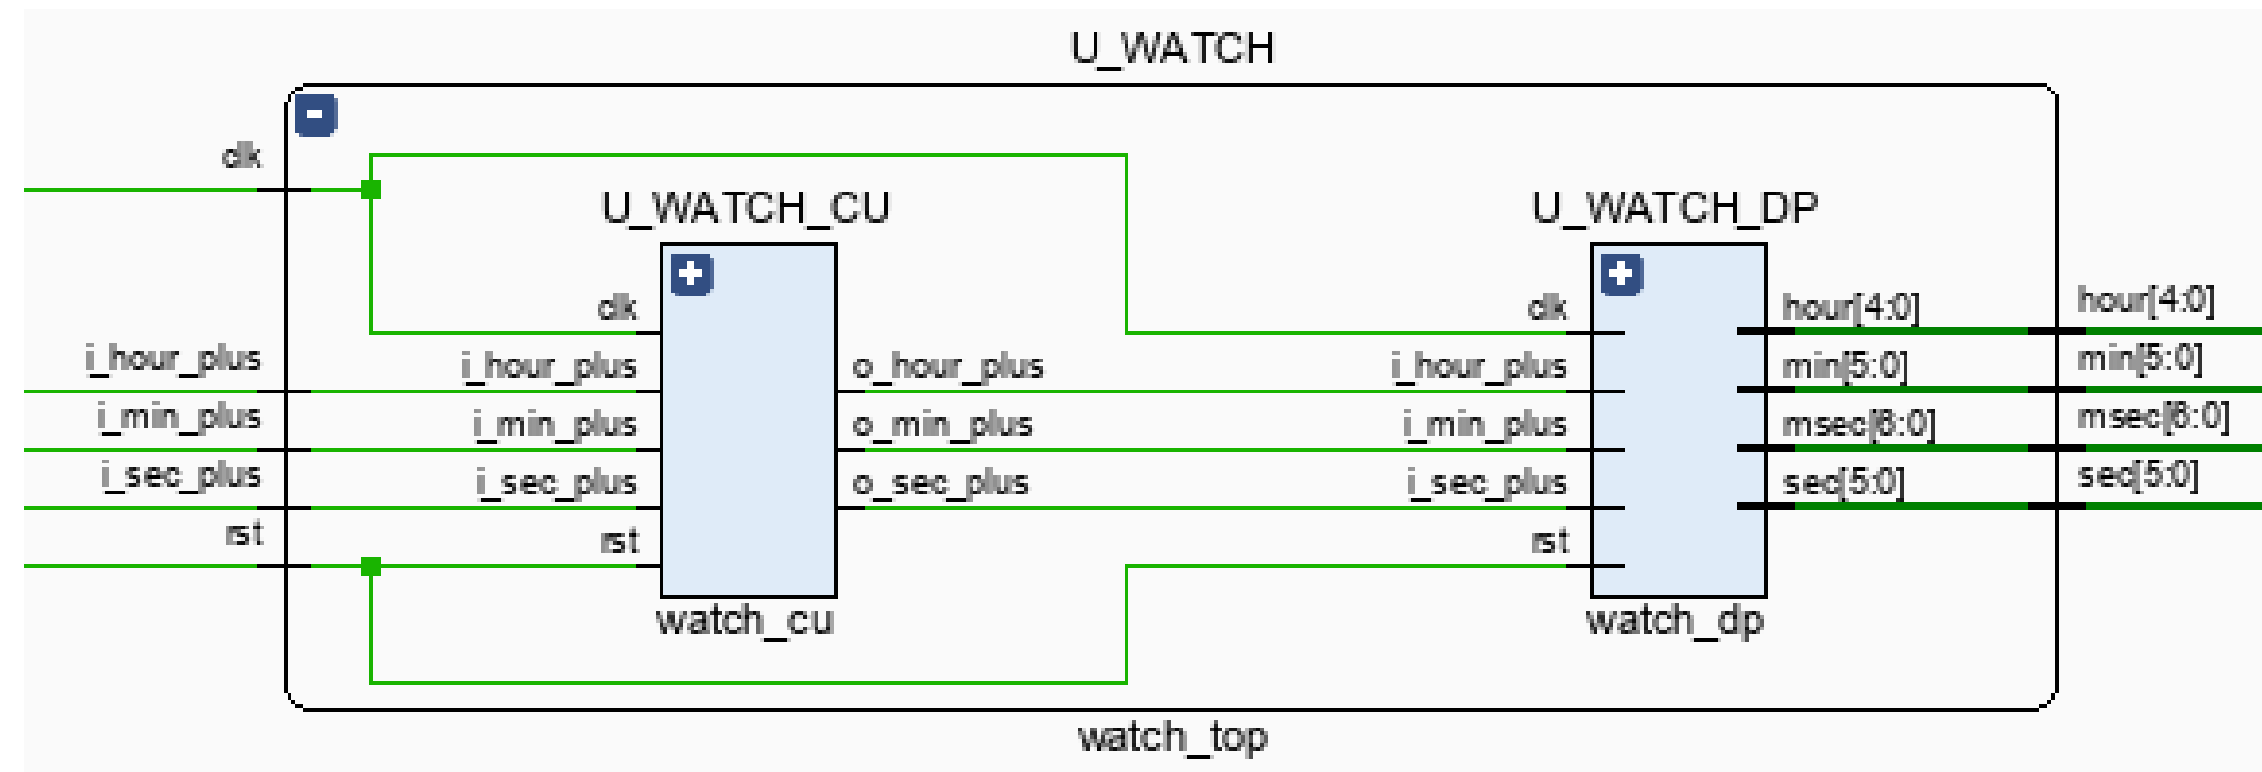 U_WATCH
clk
U_WATCH_CU
U_WATCH_DP
clk
clk
hour[4:0]
hour[4:0]
i_hour_plus
i_hour_plus
o_hour_plus
i_hour_plus
min[5:0]
min[5:0]
i_min_plus
i_min_plus
o_min_plus
i_min_plus
msec[6:0]
msec[6:0]
i_sec_plus
i_sec_plus
o_sec_plus
i_sec_plus
sec[5:0]
sec[5:0]
rst
rst
rst
watch_cu
watch_dp
watch_top